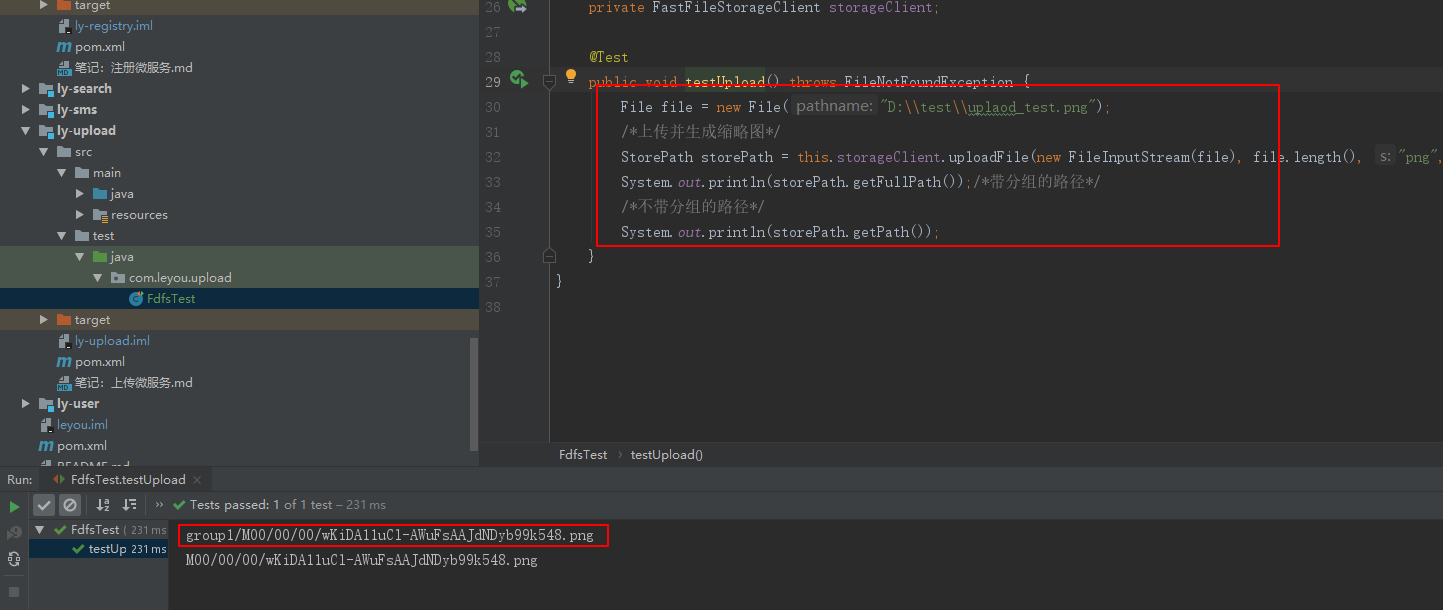 target
ly-registry.iml
pom.xml
笔记：注册微服务.md
ly-search
ly-sms
ly-upload
src
main
java
resources
test
java
com.leyou.upload
FdfsTest
target
ly-upload.iml
pom.xml
笔记：上传微服务.md
ly-user
leyou.iml
pom.xml
README.md
26 private FastFileStorageClient storageClient;
27
28 @Test
29 public void testUpload() throws FileNotFoundException {
30 File file = new File( pathname: "D:\\test\\uplaod_test.png");
31 /*上传并生成缩略图*/
32 StorePath storePath = this.storageClient.uploadFile(new FileInputStream(file), file.length(), s: "png",
33 System.out.println(storePath.getFullPath());/*带分组的路径*/
34 /*不带分组的路径*/
35 System.out.println(storePath.getPath());
36 }
37 }
38
FdfsTest › testUpload()
Run: FdfsTest.testUpload ×
» Tests passed: 1 of 1 test – 231 ms
FdfsTest ( 231 ms
testUp 231 ms
group1/M00/00/00/wKiDAl1uCl-AWuFsAAJdNDyb99k548.png
M00/00/00/wKiDAl1uCl-AWuFsAAJdNDyb99k548.png